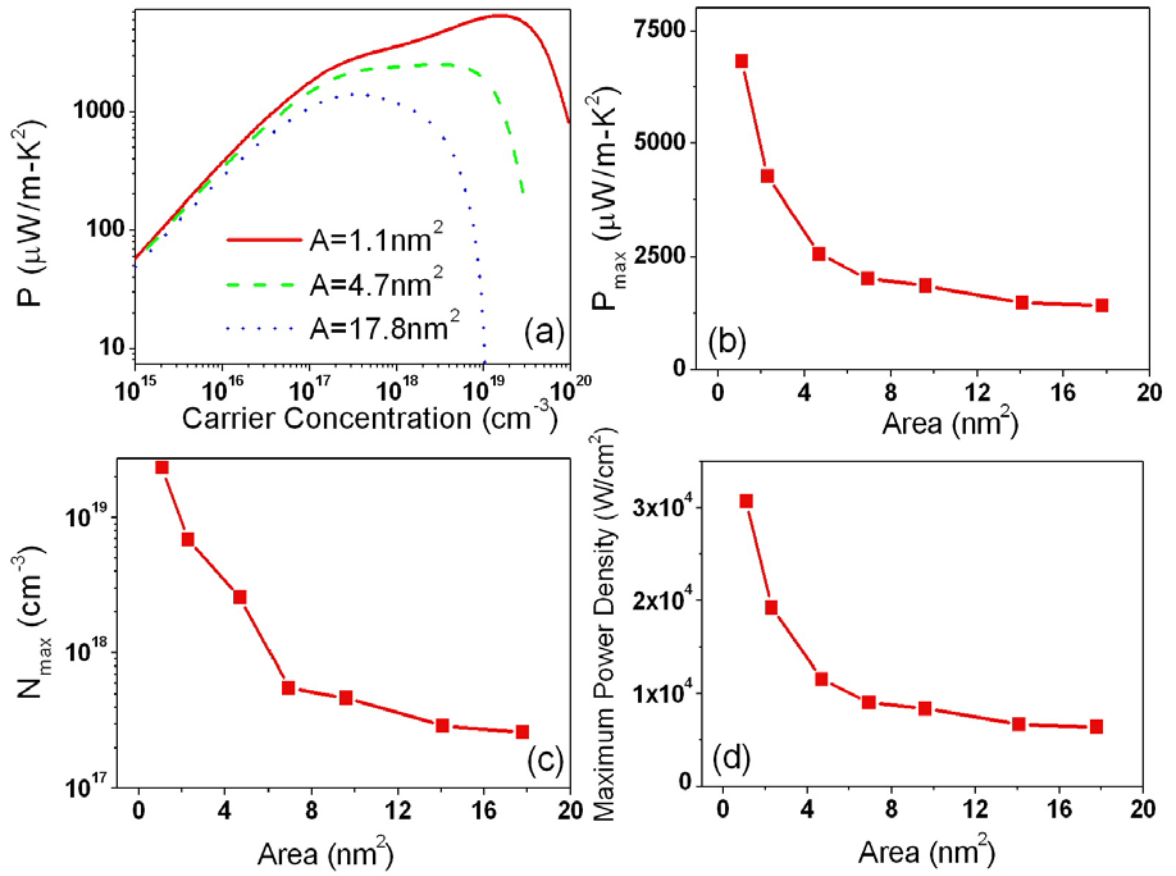 P (μW/m-K²)
1000
100
10
A=1.1nm²
A=4.7nm²
A=17.8nm²
(a)
10¹⁵ 10¹⁶ 10¹⁷ 10¹⁸ 10¹⁹ 10²⁰
Carrier Concentration (cm⁻³)
P_max (μW/m-K²)
7500
5000
2500
0
(b)
0 4 8 12 16 20
Area (nm²)
N_max (cm⁻³)
10¹⁹
10¹⁸
10¹⁷
(c)
0 4 8 12 16 20
Area (nm²)
Maximum Power Density (W/cm²)
3x10⁴
2x10⁴
1x10⁴
0
(d)
0 4 8 12 16 20
Area (nm²)